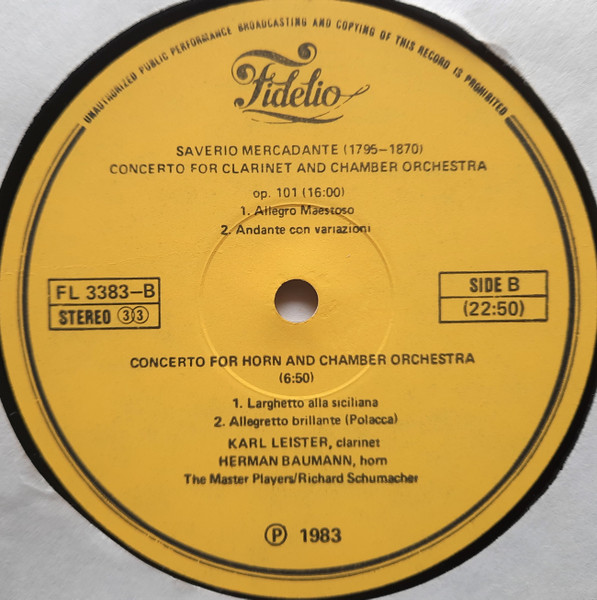 UNAUTHORIZED PUBLIC PERFORMANCE BROADCASTING AND COPYING OF THIS RECORD IS PROHIBITED
Fidelio
SAVERIO MERCADANTE (1795–1870)
CONCERTO FOR CLARINET AND CHAMBER ORCHESTRA
op. 101 (16:00)
1. Allegro Maestoso
2. Andante con variazioni
FL 3383–B
STEREO 33
SIDE B
(22:50)
CONCERTO FOR HORN AND CHAMBER ORCHESTRA
(6:50)
1. Larghetto alla siciliana
2. Allegretto brillante (Polacca)
KARL LEISTER, clarinet
HERMAN BAUMANN, horn
The Master Players/Richard Schumacher
Ⓟ 1983